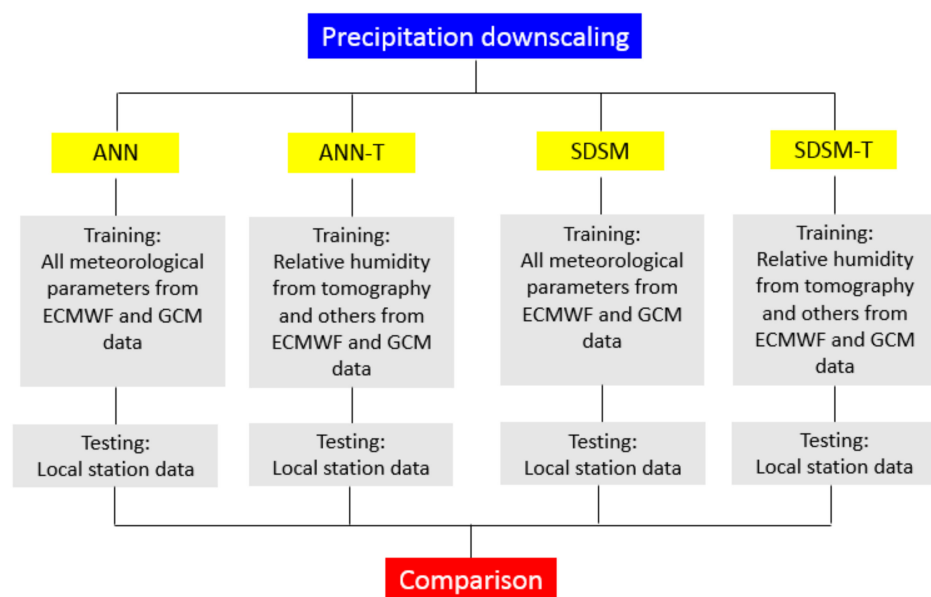 Precipitation downscaling
ANN
ANN-T
SDSM
SDSM-T
Training:
All meteorological
parameters from
ECMWF and GCM
data
Training:
Relative humidity
from tomography
and others from
ECMWF and GCM
data
Training:
All meteorological
parameters from
ECMWF and GCM
data
Training:
Relative humidity
from tomography
and others from
ECMWF and GCM
data
Testing:
Local station data
Testing:
Local station data
Testing:
Local station data
Testing:
Local station data
Comparison